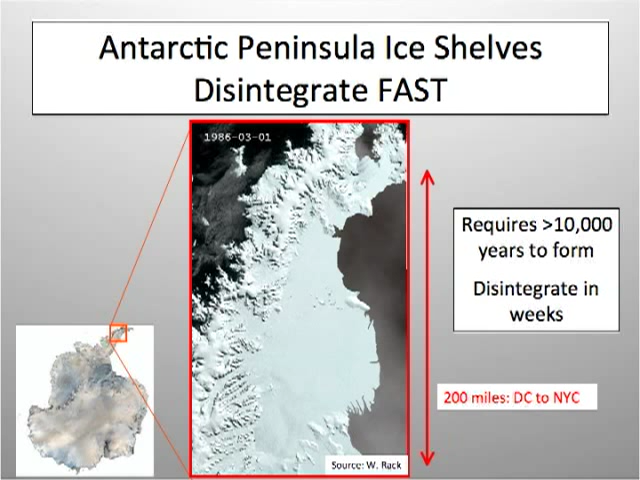 Antarctic Peninsula Ice Shelves
Disintegrate FAST
1986-03-01
Requires >10,000
years to form
Disintegrate in
weeks
200 miles: DC to NYC
Source: W. Rack